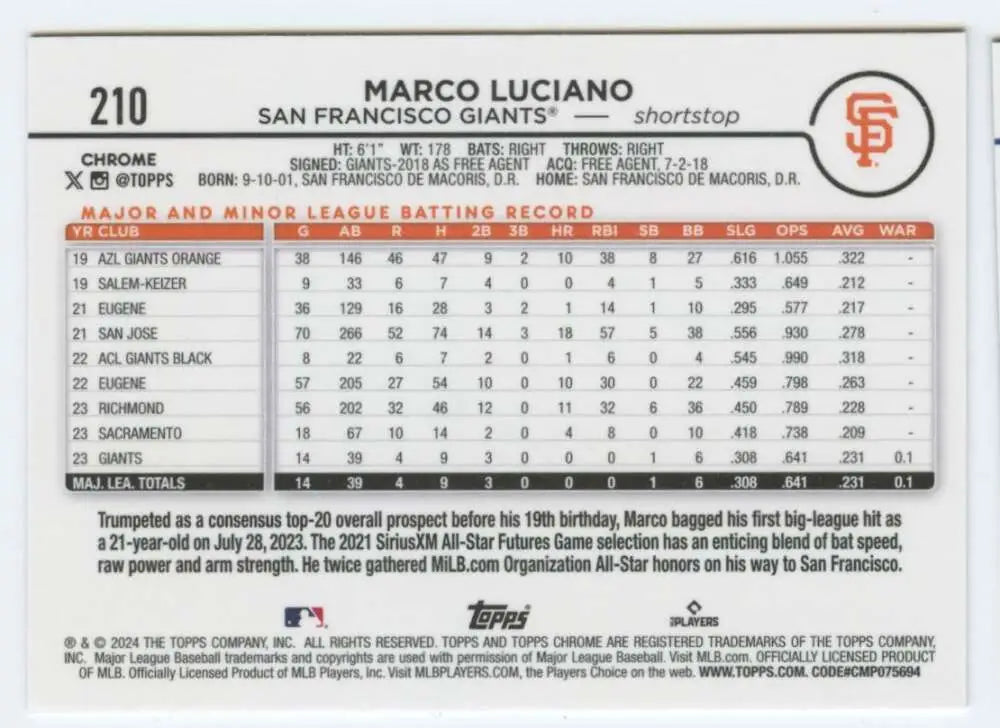 210
MARCO LUCIANO
SAN FRANCISCO GIANTS® — shortstop
SF
HT: 6'1" WT: 178 BATS: RIGHT THROWS: RIGHT
SIGNED: GIANTS-2018 AS FREE AGENT ACQ: FREE AGENT, 7-2-18
BORN: 9-10-01, SAN FRANCISCO DE MACORIS, D.R. HOME: SAN FRANCISCO DE MACORIS, D.R.
CHROME
X @TOPPS
MAJOR AND MINOR LEAGUE BATTING RECORD
YR CLUB G AB R H 2B 3B HR RBI SB BB SLG OPS AVG WAR
19 AZL GIANTS ORANGE 38 146 46 47 9 2 10 38 8 27 .616 1.055 .322 -
19 SALEM-KEIZER 9 33 6 7 4 0 0 4 1 5 .333 .649 .212 -
21 EUGENE 36 129 16 28 3 2 1 14 1 10 .295 .577 .217 -
21 SAN JOSE 70 266 52 74 14 3 18 57 5 38 .556 .930 .278 -
22 ACL GIANTS BLACK 8 22 6 7 2 0 1 6 0 4 .545 .990 .318 -
22 EUGENE 57 205 27 54 10 0 10 30 0 22 .459 .798 .263 -
23 RICHMOND 56 202 32 46 12 0 11 32 6 36 .450 .789 .228 -
23 SACRAMENTO 18 67 10 14 2 0 4 8 0 10 .418 .738 .209 -
23 GIANTS 14 39 4 9 3 0 0 0 1 6 .308 .641 .231 0.1
MAJ. LEA. TOTALS 14 39 4 9 3 0 0 0 1 6 .308 .641 .231 0.1
Trumpeted as a consensus top-20 overall prospect before his 19th birthday, Marco bagged his first big-league hit as
a 21-year-old on July 28, 2023. The 2021 SiriusXM All-Star Futures Game selection has an enticing blend of bat speed,
raw power and arm strength. He twice gathered MiLB.com Organization All-Star honors on his way to San Francisco.
Topps
PLAYERS
® & © 2024 THE TOPPS COMPANY, INC. ALL RIGHTS RESERVED. TOPPS AND TOPPS CHROME ARE REGISTERED TRADEMARKS OF THE TOPPS COMPANY,
INC. Major League Baseball trademarks and copyrights are used with permission of Major League Baseball. Visit MLB.com. OFFICIALLY LICENSED PRODUCT
OF MLB. Officially Licensed Product of MLB Players, Inc. Visit MLBPLAYERS.COM, the Players Choice on the web. WWW.TOPPS.COM. CODE#CMP075694